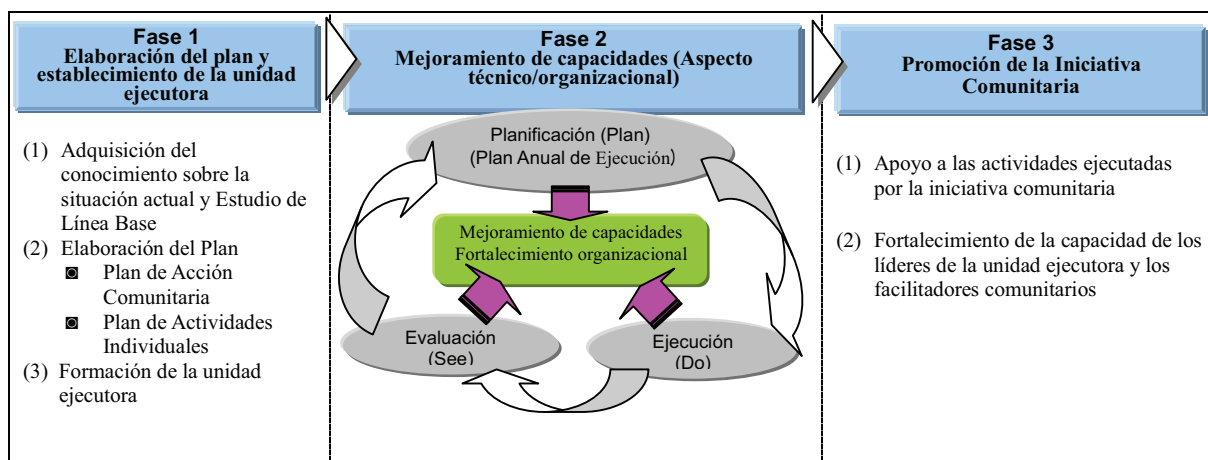 Fase 1
Elaboración del plan y
establecimiento de la unidad
ejecutora
(1) Adquisición del
conocimiento sobre la
situación actual y Estudio de
Línea Base
(2) Elaboración del Plan
◙ Plan de Acción
Comunitaria
◙ Plan de Actividades
Individuales
(3) Formación de la unidad
ejecutora
Fase 2
Mejoramiento de capacidades (Aspecto
técnico/organizacional)
Planificación (Plan)
(Plan Anual de Ejecución)
Mejoramiento de capacidades
Fortalecimiento organizacional
Evaluación
(See)
Ejecución
(Do)
Fase 3
Promoción de la Iniciativa
Comunitaria
(1) Apoyo a las actividades ejecutadas
por la iniciativa comunitaria
(2) Fortalecimiento de la capacidad de los
líderes de la unidad ejecutora y los
facilitadores comunitarios